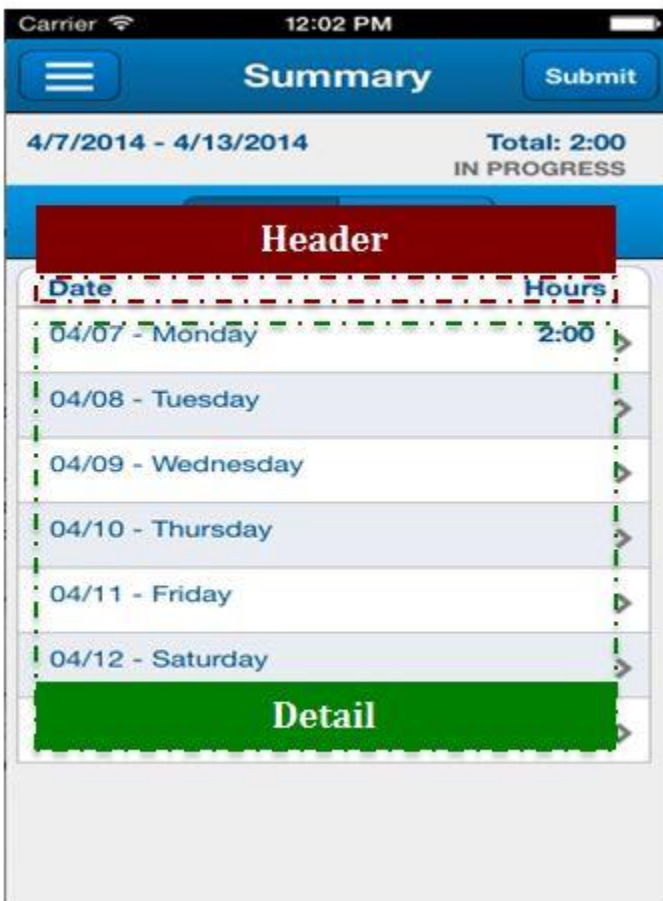 Carrier 12:02 PM
Summary Submit
4/7/2014 - 4/13/2014 Total: 2:00
IN PROGRESS
Header
Date Hours
04/07 - Monday 2:00
04/08 - Tuesday
04/09 - Wednesday
04/10 - Thursday
04/11 - Friday
04/12 - Saturday
Detail